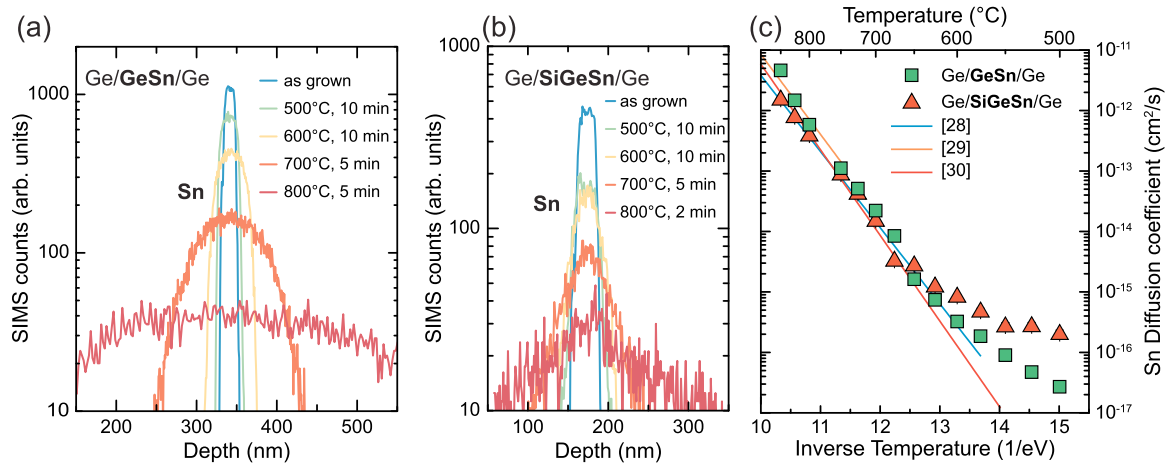 (a)
Ge/GeSn/Ge
as grown
500°C, 10 min
600°C, 10 min
700°C, 5 min
800°C, 5 min
Sn
1000
100
10
SIMS counts (arb. units)
200 300 400 500
Depth (nm)
(b)
Ge/SiGeSn/Ge
as grown
500°C, 10 min
600°C, 10 min
700°C, 5 min
800°C, 2 min
Sn
1000
100
10
SIMS counts (arb. units)
100 200 300
Depth (nm)
(c)
Temperature (°C)
800 700 600 500
Ge/GeSn/Ge
Ge/SiGeSn/Ge
[28]
[29]
[30]
10-11
10-12
10-13
10-14
10-15
10-16
10-17
Sn Diffusion coefficient (cm2/s)
10 11 12 13 14 15
Inverse Temperature (1/eV)